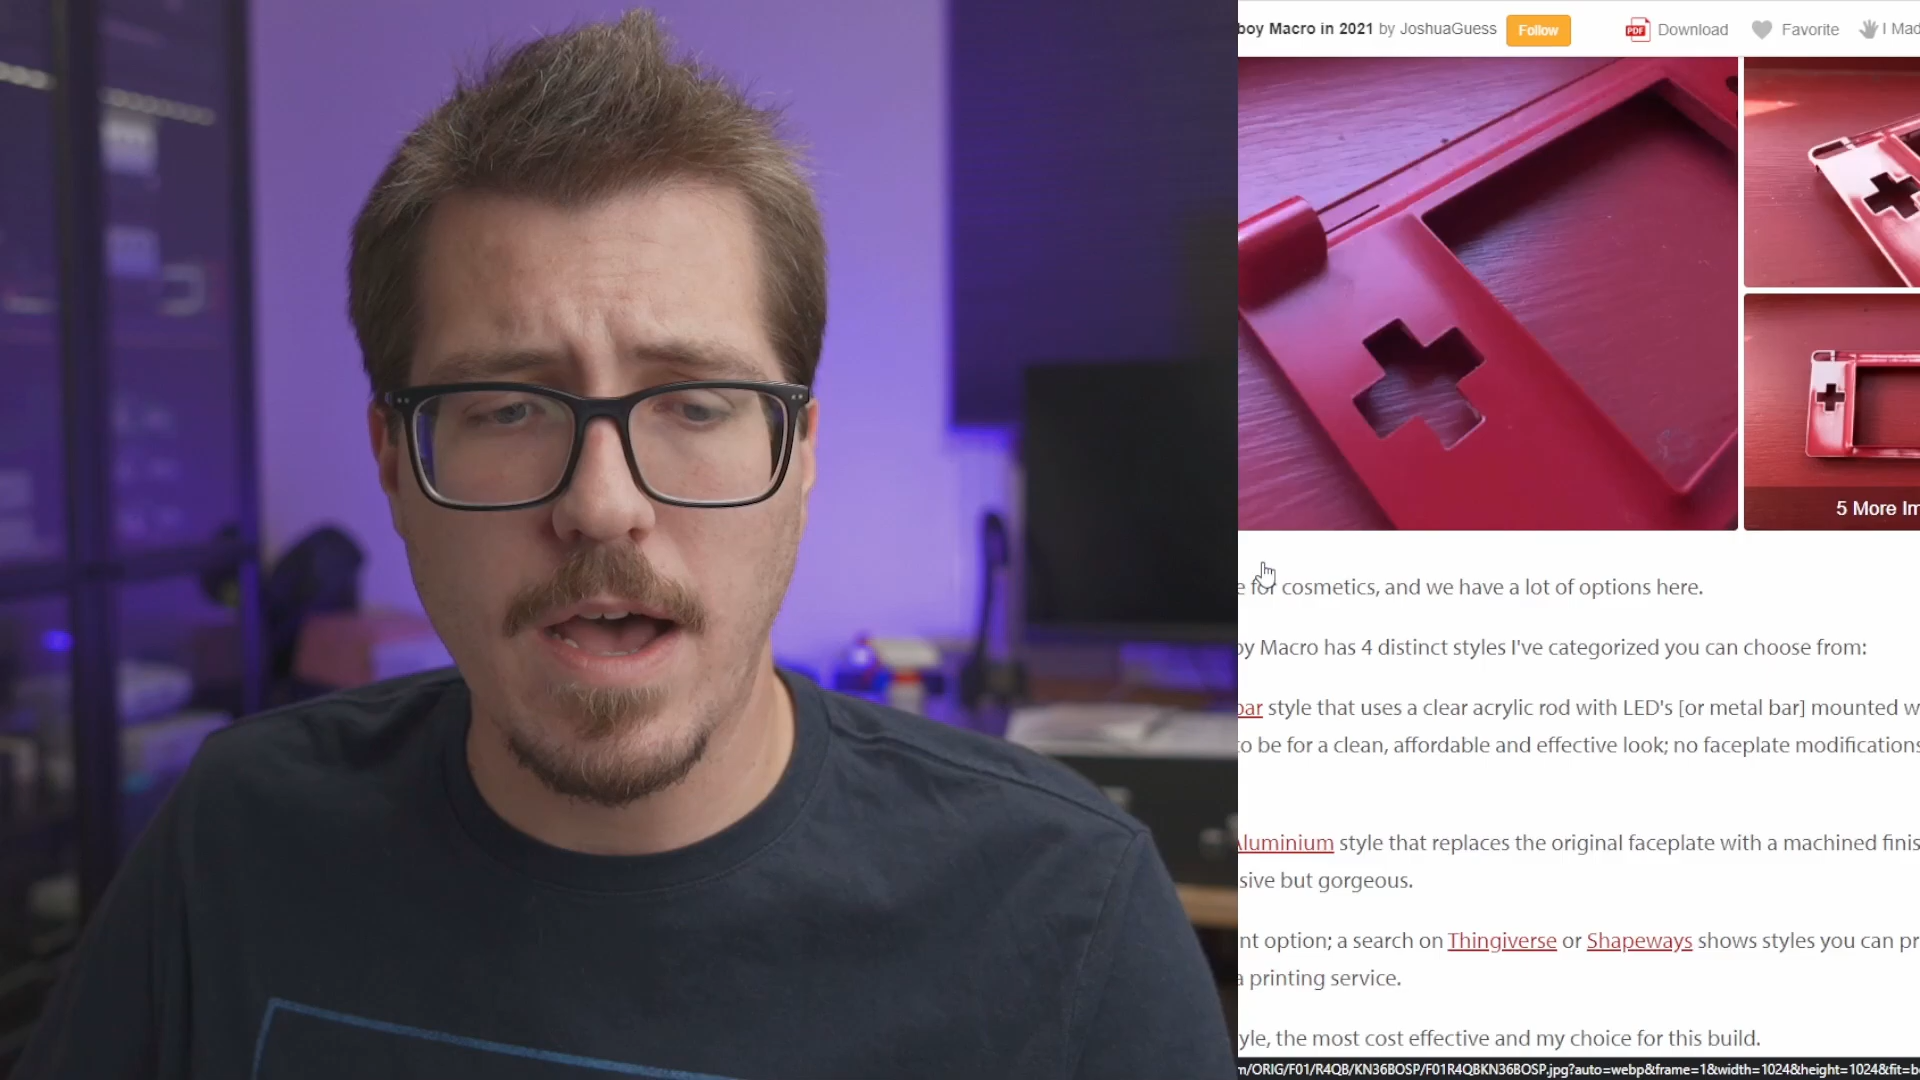 boy Macro in 2021 by JoshuaGuess Follow PDF Download Favorite I Mad
5 More Im
e for cosmetics, and we have a lot of options here.
oy Macro has 4 distinct styles I've categorized you can choose from:
bar style that uses a clear acrylic rod with LED's [or metal bar] mounted w
to be for a clean, affordable and effective look; no faceplate modifications
Aluminium style that replaces the original faceplate with a machined finis
sive but gorgeous.
nt option; a search on Thingiverse or Shapeways shows styles you can pr
a printing service.
yle, the most cost effective and my choice for this build.
m/ORIG/F01/R4QB/KN36BOSP/F01R4QBKN36BOSP.jpg?auto=webp&frame=1&width=1024&height=1024&fit=b